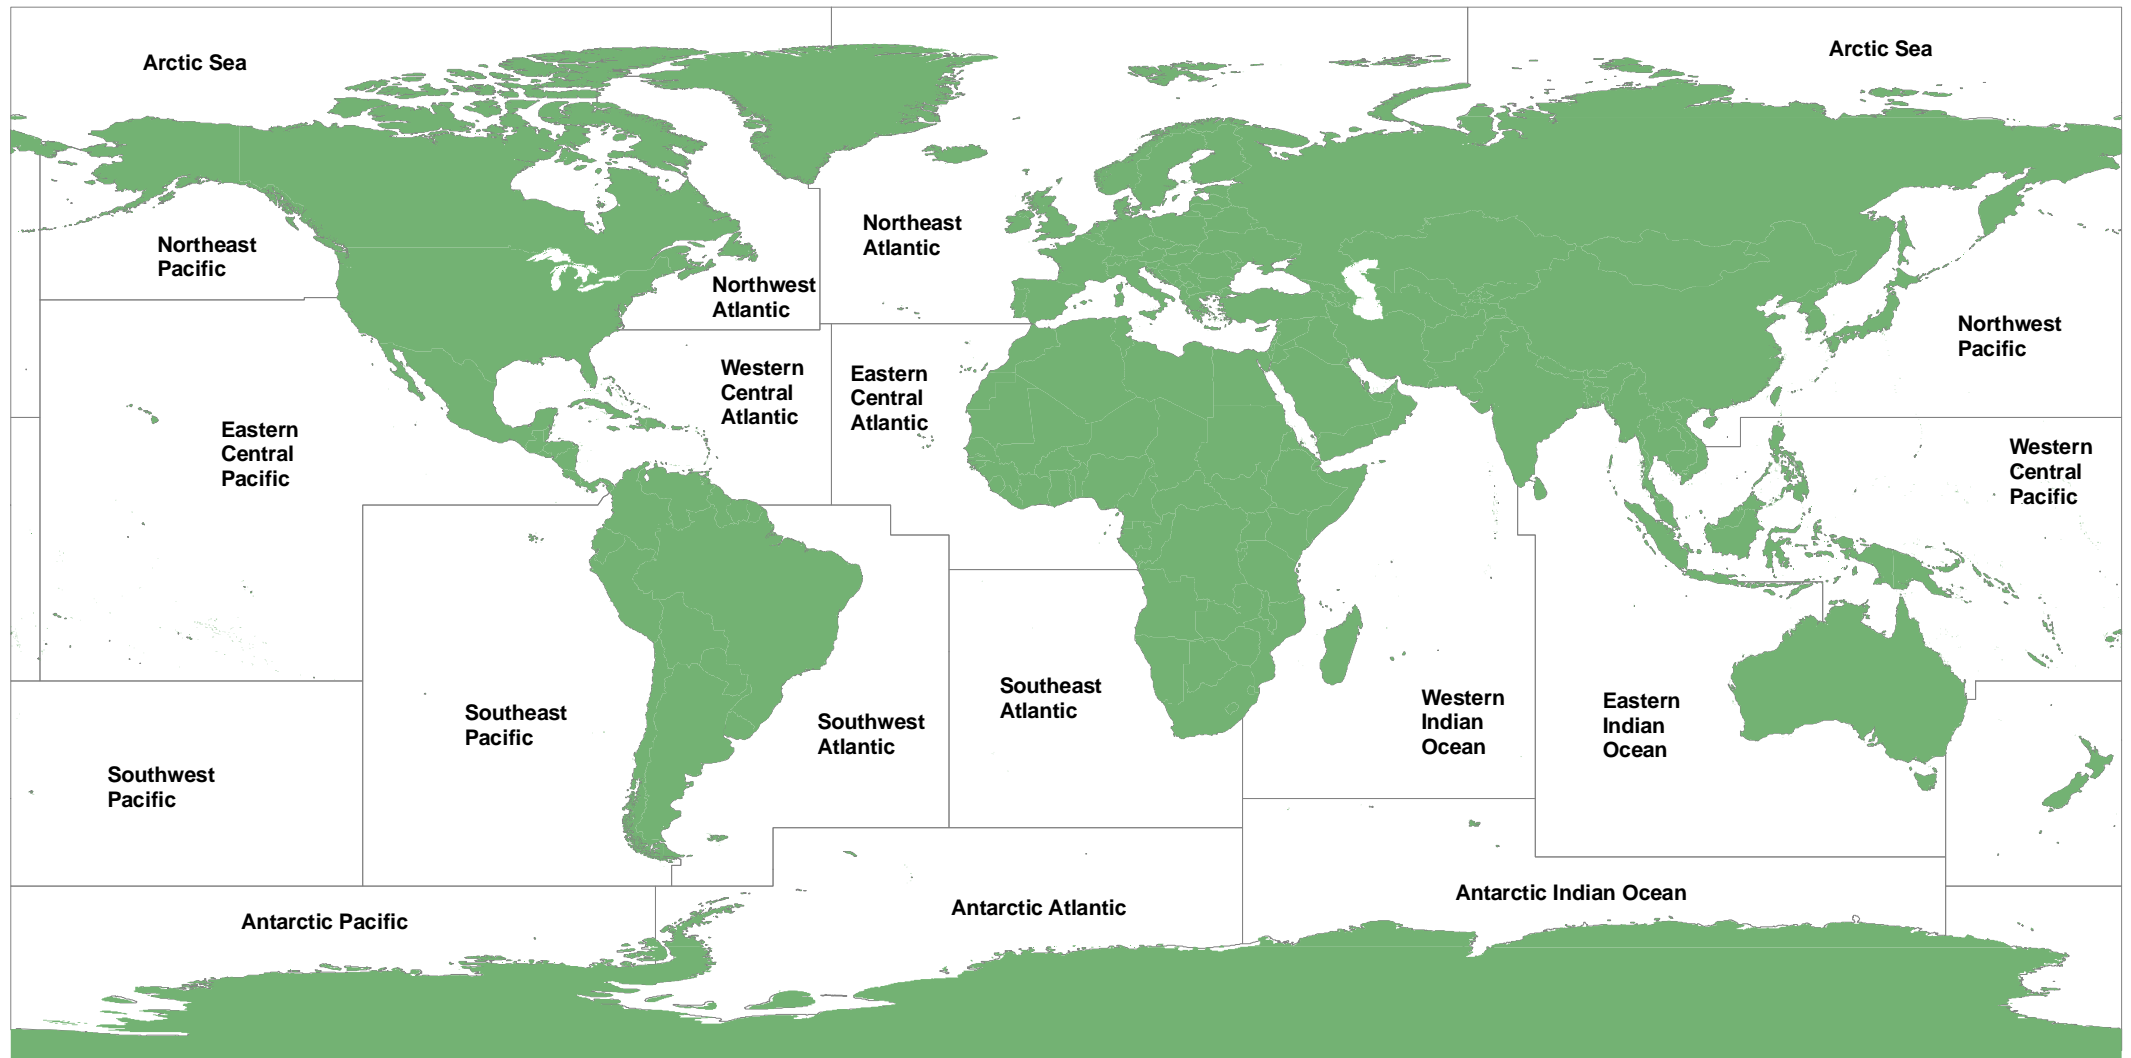 Arctic Sea
Arctic Sea
Northeast
Pacific
Northeast
Atlantic
Northwest
Atlantic
Northwest
Pacific
Western
Central
Atlantic
Eastern
Central
Atlantic
Eastern
Central
Pacific
Western
Central
Pacific
Southeast
Pacific
Southwest
Atlantic
Southeast
Atlantic
Western
Indian
Ocean
Eastern
Indian
Ocean
Southwest
Pacific
Antarctic Pacific
Antarctic Atlantic
Antarctic Indian Ocean